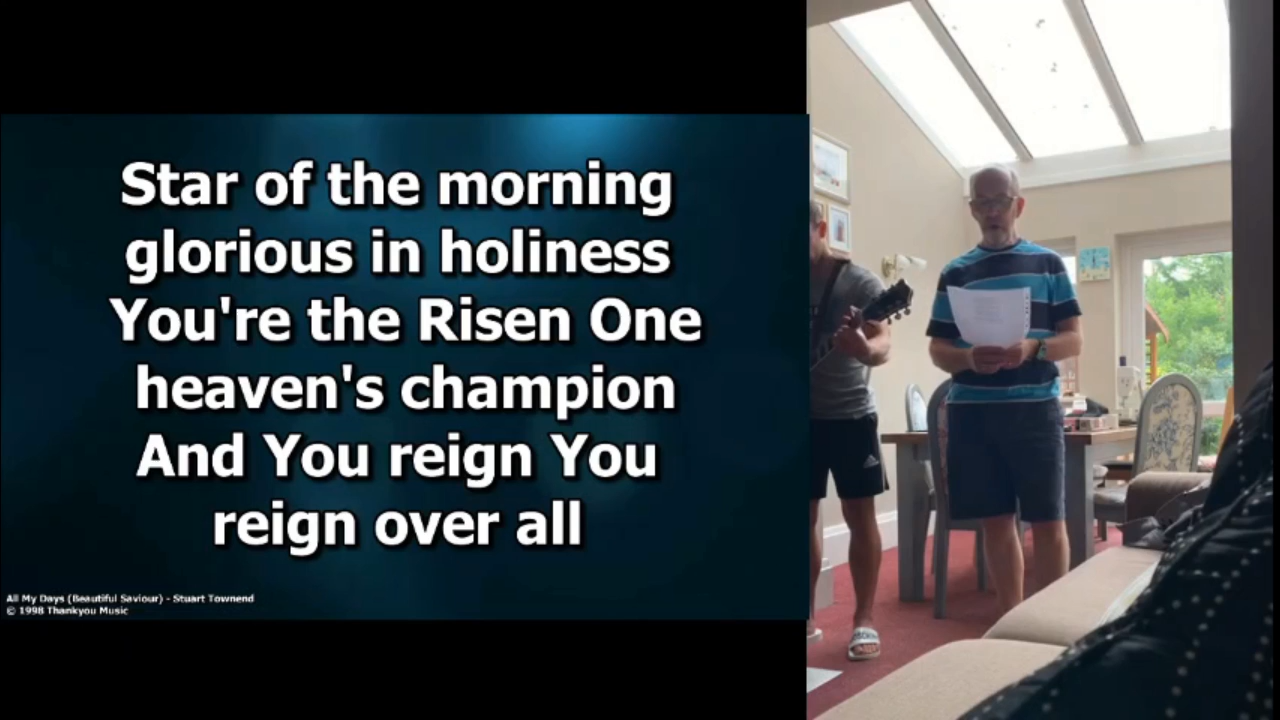 Star of the morning
glorious in holiness
You're the Risen One
heaven's champion
And You reign You
reign over all
All My Days (Beautiful Saviour) - Stuart Townend
© 1998 Thankyou Music